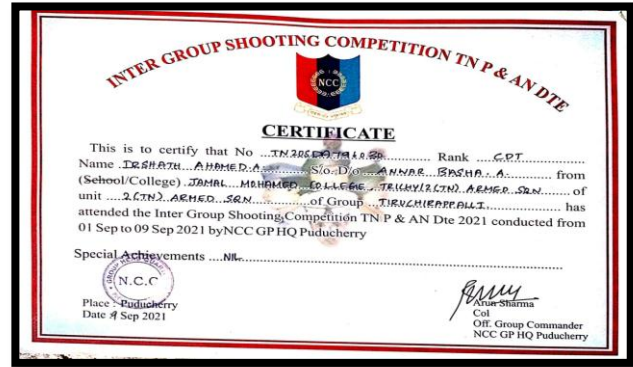 INTER GROUP SHOOTING COMPETITION TN P & AN DTE
NCC
CERTIFICATE
This is to certify that No Rank CDT
Name IRSHATH AHAMED.A S/o. D/o ANNAR BASHA. A. from
(School/College) JAMAL MOHAMED COLLEGE, TRICHY/2(TN) ARMED SQN of
unit 2(TN) ARMED SQN of Group TIRUCHIRAPPALLI has
attended the Inter Group Shooting Competition TN P & AN Dte 2021 conducted from
01 Sep to 09 Sep 2021 by NCC GP HQ Puducherry
Special Achievements NIL
N.C.C
Place : Puducherry
Date 9 Sep 2021
Arun Sharma
Col
Off. Group Commander
NCC GP HQ Puducherry